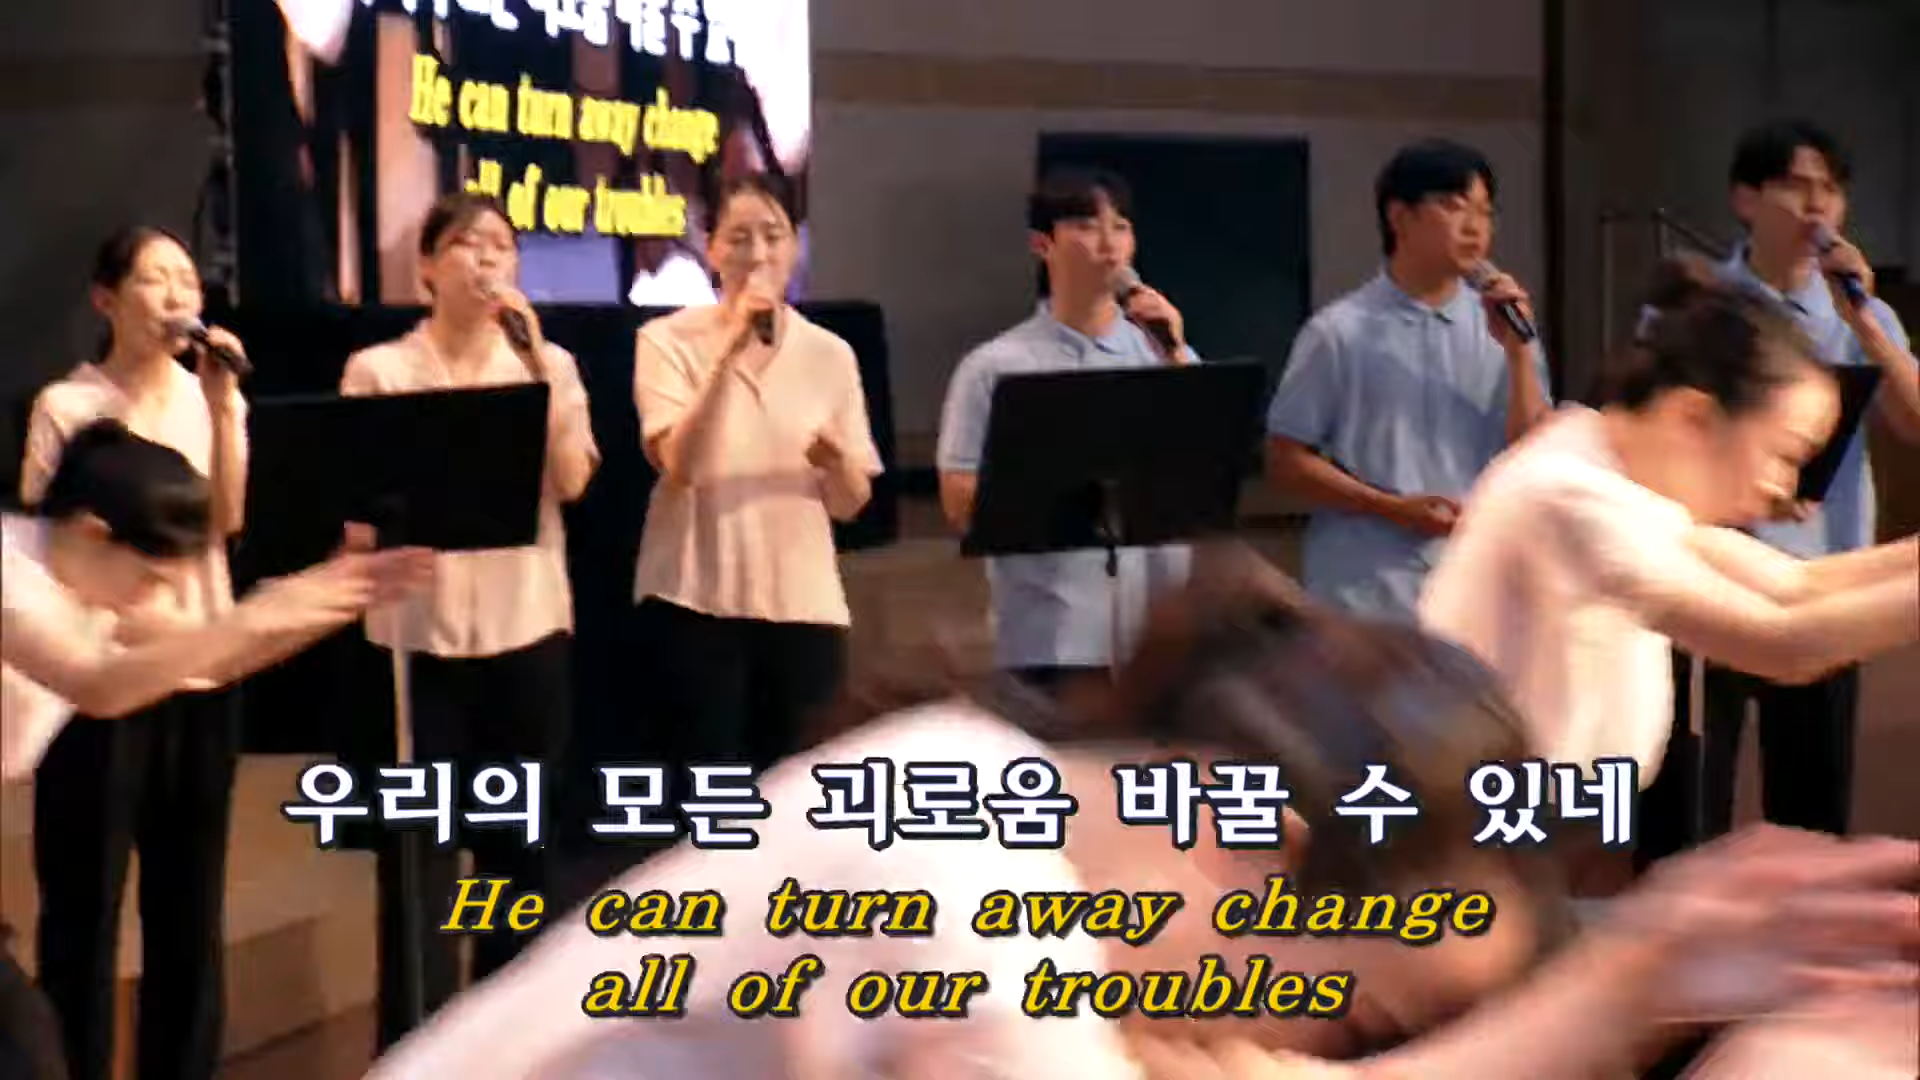 He can turn away change
all of our troubles
우리의 모든 괴로움 바꿀 수 있네
He can turn away change
all of our troubles